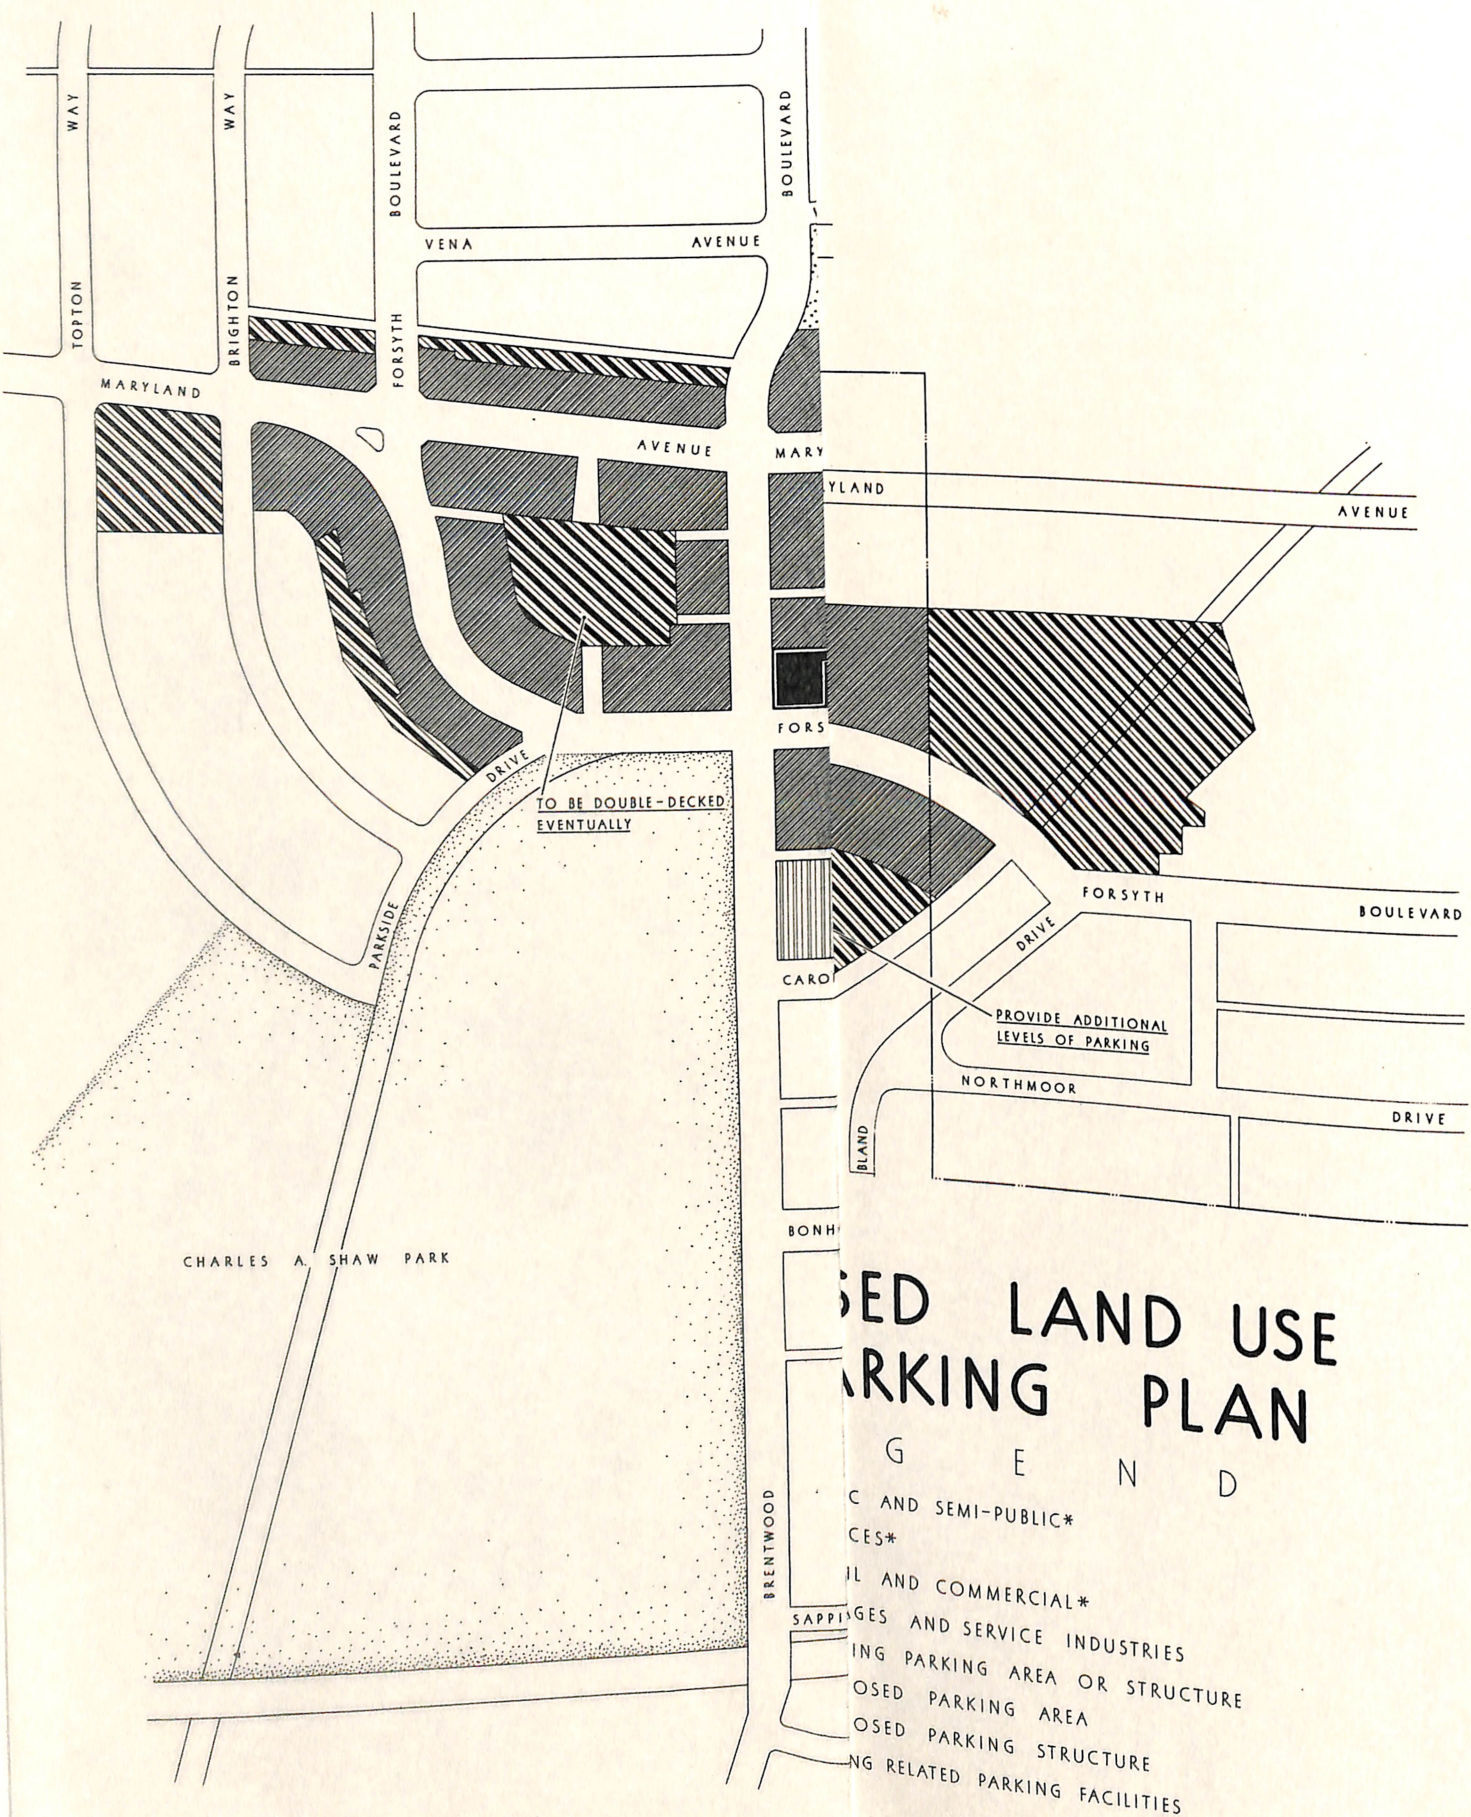 WAY
WAY
BOULEVARD
BOULEVARD
VENA AVENUE
TOPTON
BRIGHTON
FORSYTH
MARYLAND
AVENUE
MARY
YLAND
AVENUE
FORS
DRIVE
TO BE DOUBLE-DECKED
EVENTUALLY
FORSYTH
BOULEVARD
PARKSIDE
DRIVE
CARO
PROVIDE ADDITIONAL
LEVELS OF PARKING
NORTHMOOR
DRIVE
BLAND
BONH
CHARLES A. SHAW PARK
SED LAND USE
ARKING PLAN
G E N D
BRENTWOOD
C AND SEMI-PUBLIC*
CES*
IL AND COMMERCIAL*
SAPPI
GES AND SERVICE INDUSTRIES
ING PARKING AREA OR STRUCTURE
OSED PARKING AREA
OSED PARKING STRUCTURE
NG RELATED PARKING FACILITIES